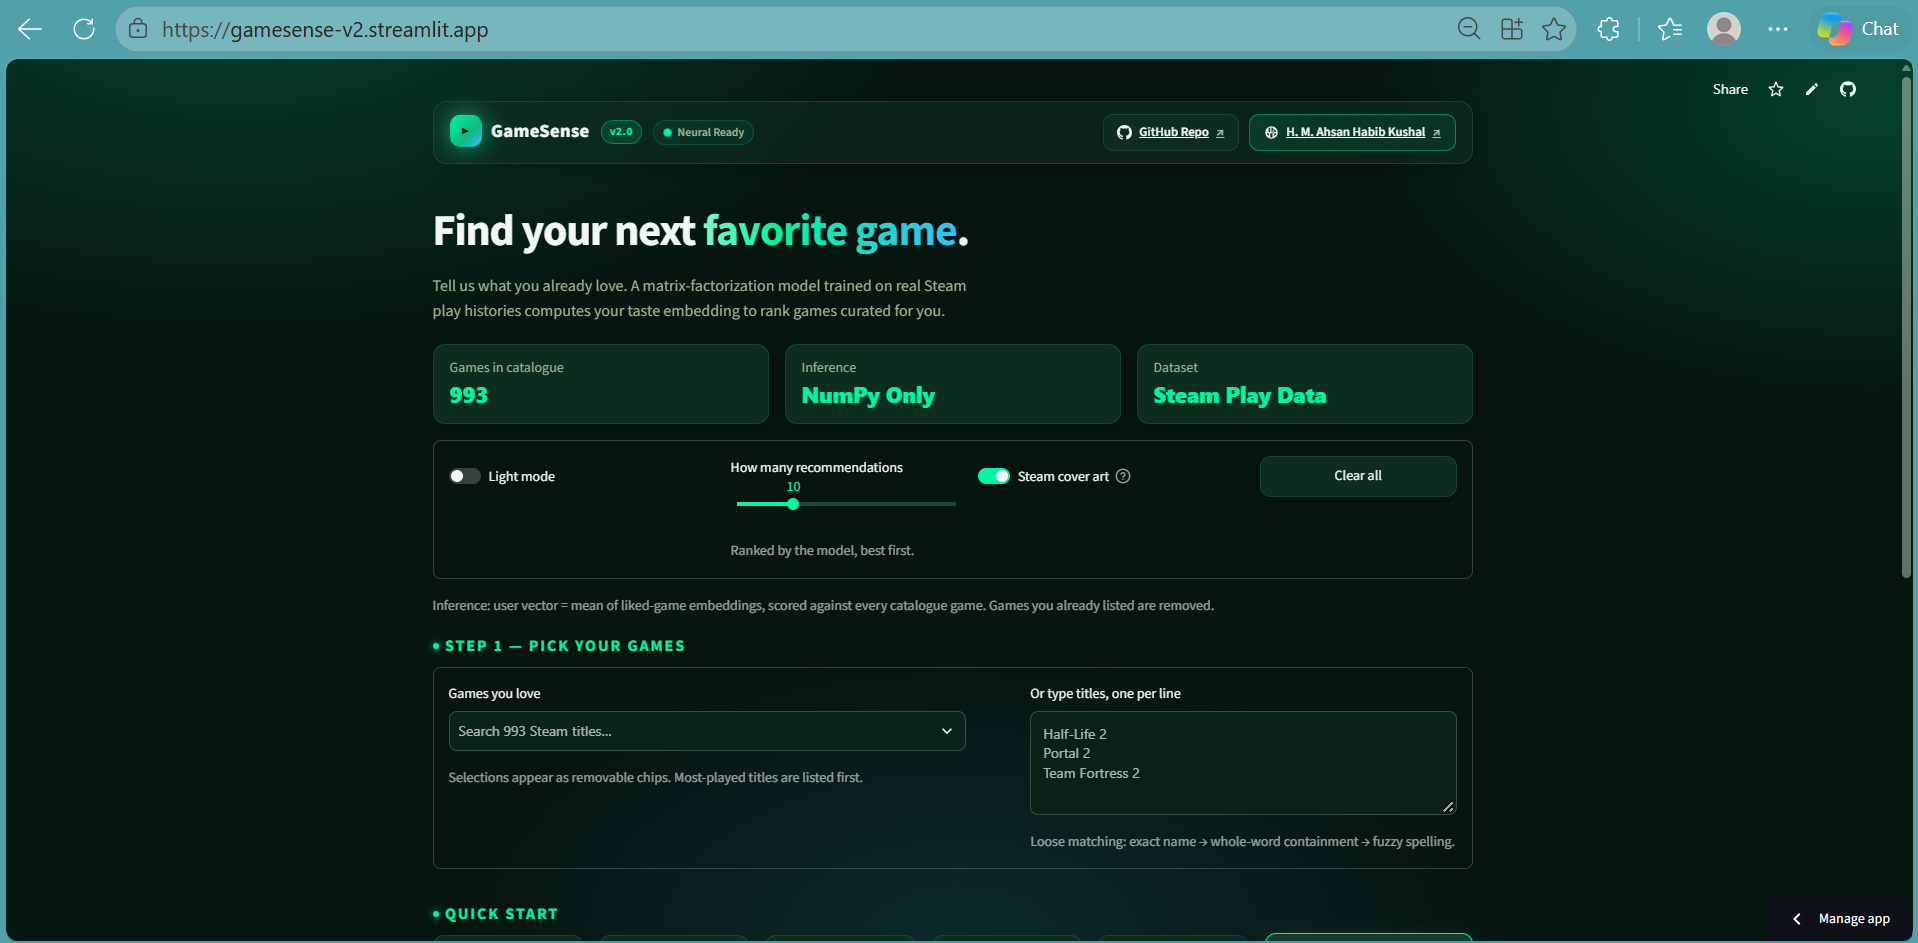 https://gamesense-v2.streamlit.app
Chat
Share
GameSense v2.0 Neural Ready
GitHub Repo ↗
H. M. Ahsan Habib Kushal ↗
Find your next favorite game.
Tell us what you already love. A matrix-factorization model trained on real Steam
play histories computes your taste embedding to rank games curated for you.
Games in catalogue
993
Inference
NumPy Only
Dataset
Steam Play Data
Light mode
How many recommendations
10
Ranked by the model, best first.
Steam cover art
Clear all
Inference: user vector = mean of liked-game embeddings, scored against every catalogue game. Games you already listed are removed.
STEP 1 — PICK YOUR GAMES
Games you love
Search 993 Steam titles...
Selections appear as removable chips. Most-played titles are listed first.
Or type titles, one per line
Half-Life 2
Portal 2
Team Fortress 2
Loose matching: exact name → whole-word containment → fuzzy spelling.
QUICK START
Manage app